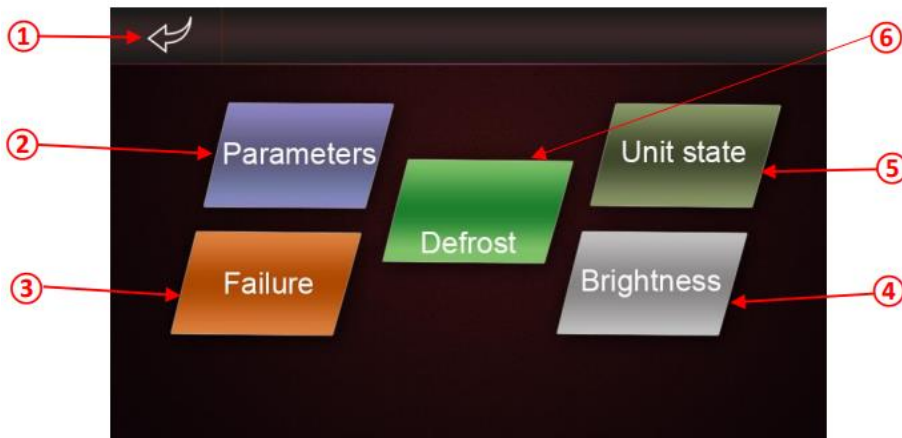 ①
⑥
②
Parameters
Unit state
⑤
Defrost
③
Failure
Brightness
④